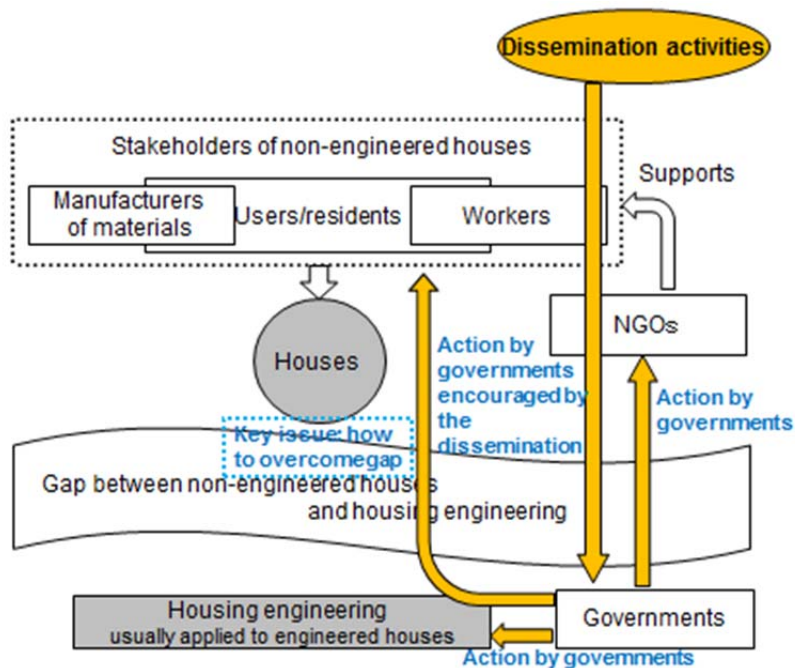 Dissemination activities
Stakeholders of non-engineered houses
Supports
Manufacturers
of materials
Users/residents
Workers
NGOs
Houses
Action by
governments
encouraged by
the
dissemination
Action by
governments
Key issue: how
to overcomegap
Gap between non-engineered houses
and housing engineering
Housing engineering
usually applied to engineered houses
Governments
Action by governments